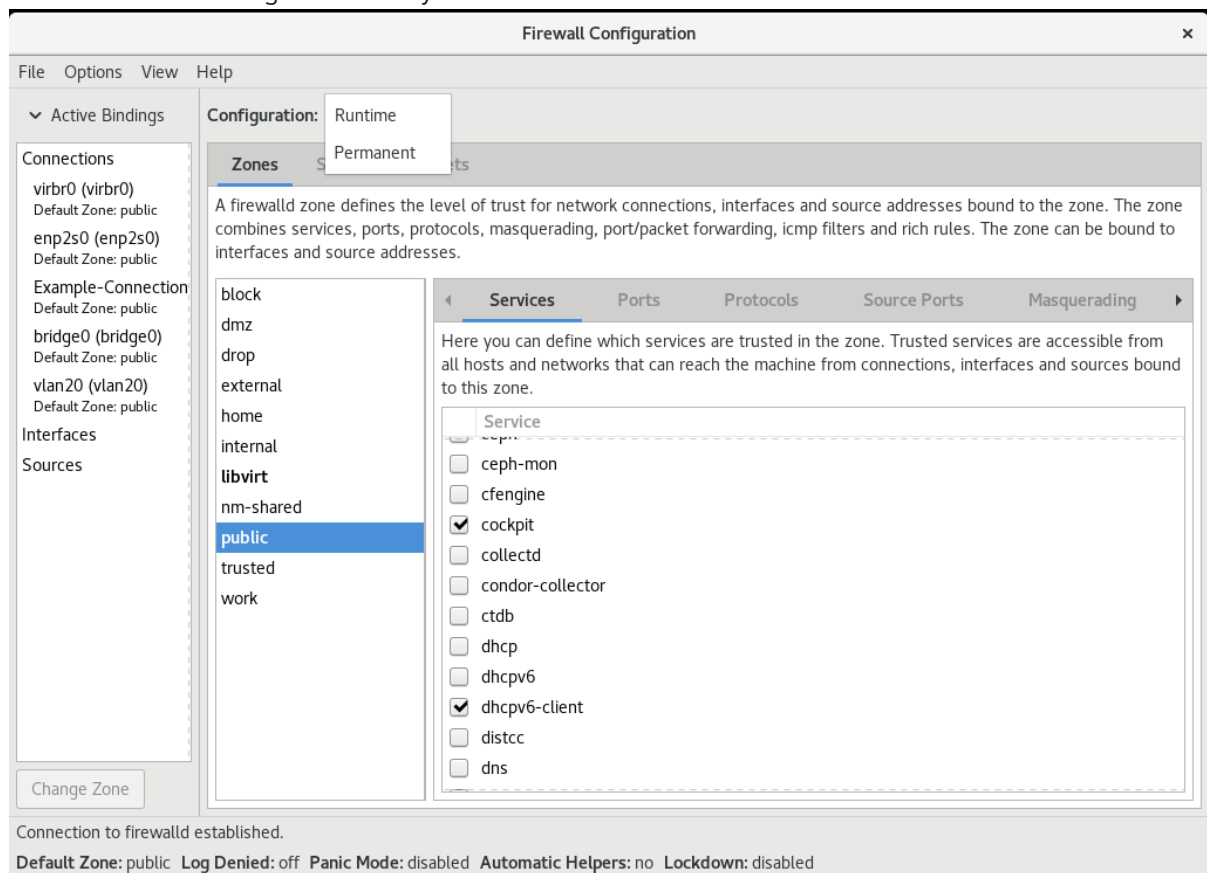 Firewall Configuration
File Options View Help
Active Bindings
Configuration: Runtime
Permanent
Connections
virbr0 (virbr0)
Default Zone: public
enp2s0 (enp2s0)
Default Zone: public
Example-Connection
Default Zone: public
bridge0 (bridge0)
Default Zone: public
vlan20 (vlan20)
Default Zone: public
Interfaces
Sources
Change Zone
Zones
A firewalld zone defines the level of trust for network connections, interfaces and source addresses bound to the zone. The zone
combines services, ports, protocols, masquerading, port/packet forwarding, icmp filters and rich rules. The zone can be bound to
interfaces and source addresses.
block
dmz
drop
external
home
internal
libvirt
nm-shared
public
trusted
work
Services Ports Protocols Source Ports Masquerading
Here you can define which services are trusted in the zone. Trusted services are accessible from
all hosts and networks that can reach the machine from connections, interfaces and sources bound
to this zone.
Service
ceph-mon
cfengine
cockpit
collectd
condor-collector
ctdb
dhcp
dhcpv6
dhcpv6-client
distcc
dns
Connection to firewalld established.
Default Zone: public Log Denied: off Panic Mode: disabled Automatic Helpers: no Lockdown: disabled